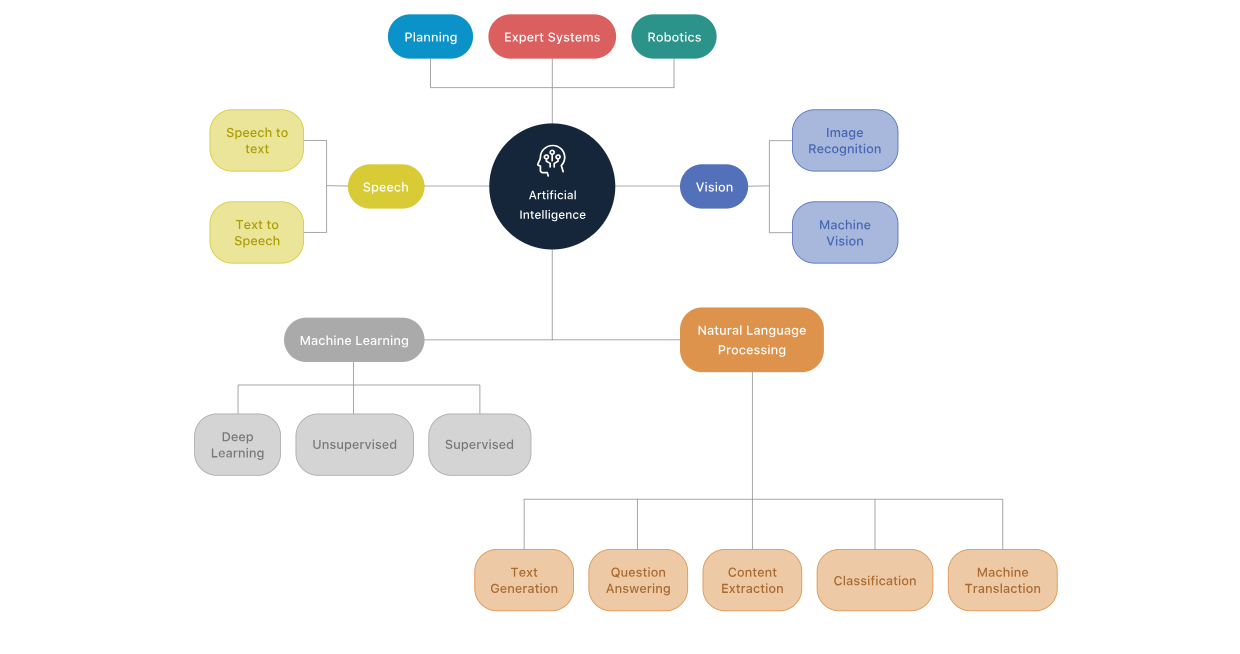 Planning
Expert Systems
Robotics
Speech to
text
Image
Recognition
Speech
Artificial
Intelligence
Vision
Text to
Speech
Machine
Vision
Machine Learning
Natural Language
Processing
Deep
Learning
Unsupervised
Supervised
Text
Generation
Question
Answering
Content
Extraction
Classification
Machine
Translaction